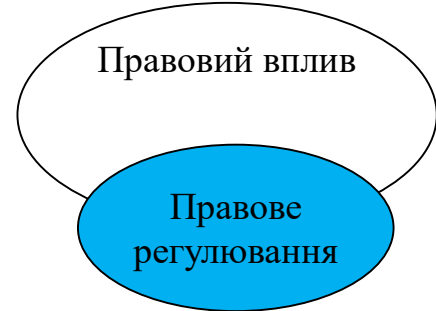 Правовий вплив
Правове
регулювання